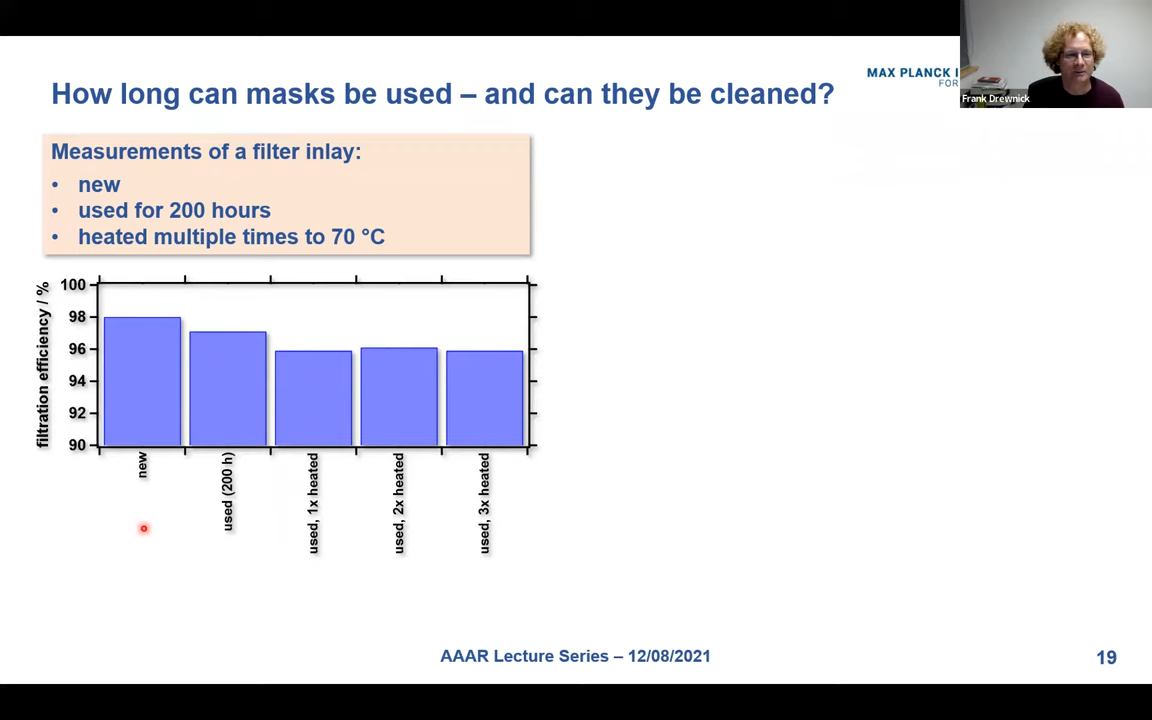 MAX PLANCK I
FOR
Frank Drewnick
How long can masks be used – and can they be cleaned?
Measurements of a filter inlay:
• new
• used for 200 hours
• heated multiple times to 70 °C
filtration efficiency / %
100
98
96
94
92
90
new
used (200 h)
used, 1x heated
used, 2x heated
used, 3x heated
AAAR Lecture Series – 12/08/2021
19